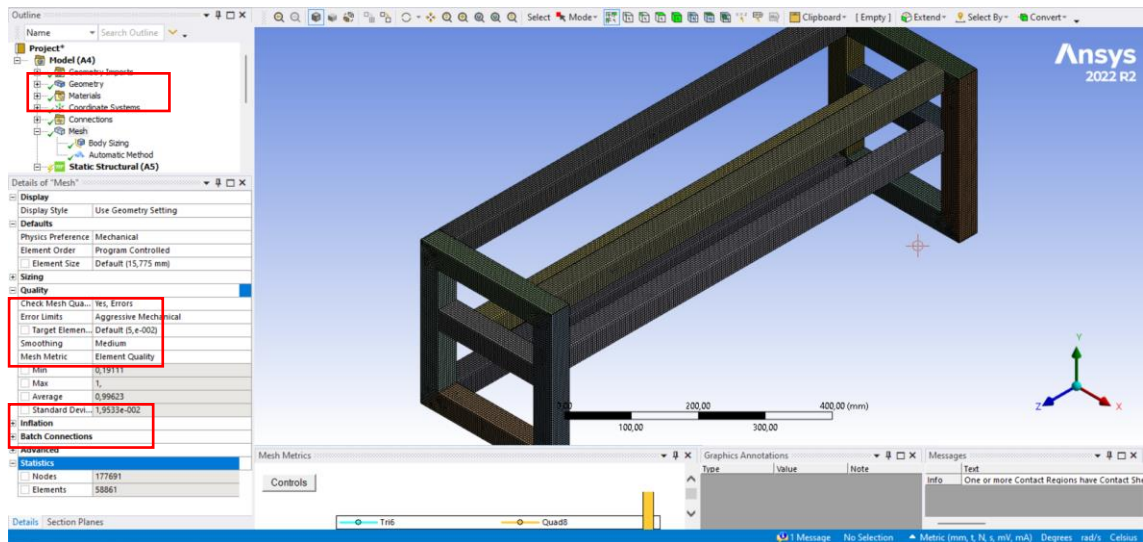 Outline
Select Mode Clipboard [ Empty ] Extend Select By Convert
Name Search Outline
Project*
Model (A4)
Geometry Imports
Geometry
Materials
Coordinate Systems
Connections
Mesh
Body Sizing
Automatic Method
Static Structural (A5)
Ansys
2022 R2
Details of "Mesh"
Display
Display Style Use Geometry Setting
Defaults
Physics Preference Mechanical
Element Order Program Controlled
Element Size Default (15,775 mm)
Sizing
Quality
Check Mesh Qua... Yes, Errors
Error Limits Aggressive Mechanical
Target Elemen... Default (5,e-002)
Smoothing Medium
Mesh Metric Element Quality
Min 0,19111
Max 1,
Average 0,99623
Standard Devi... 1,9533e-002
Inflation
Batch Connections
Advanced
Statistics
Nodes 177691
Elements 58861
Details Section Planes
0,00 200,00 400,00 (mm)
100,00 300,00
Y
Z X
Mesh Metrics
Controls
Tri6 Quad8
Graphics Annotations
Type Value Note
Messages
Text
Info One or more Contact Regions have Contact She
1 Message No Selection Metric (mm, t, N, s, mV, mA) Degrees rad/s Celsius